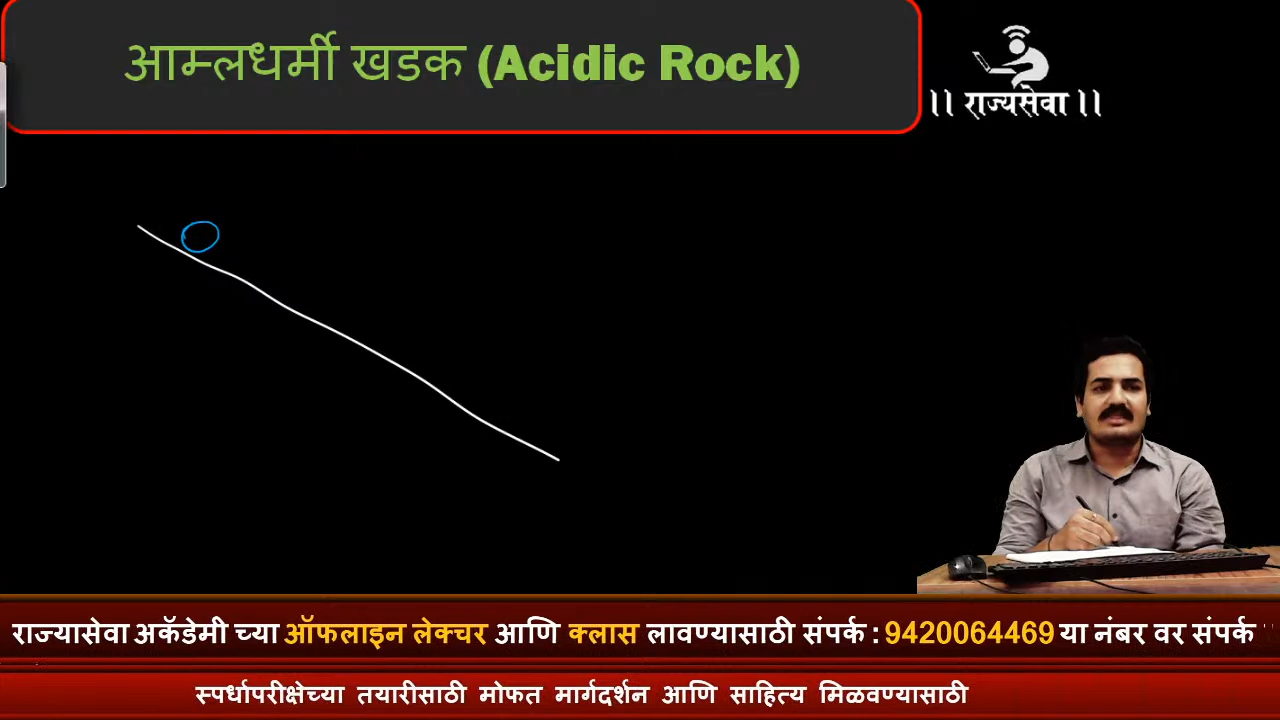 आम्लधर्मी खडक (Acidic Rock)
।। राज्यसेवा ।।
राज्यासेवा अकॅडेमी च्या ऑफलाइन लेक्चर आणि क्लास लावण्यासाठी संपर्क : 9420064469 या नंबर वर संपर्क
स्पर्धापरीक्षेच्या तयारीसाठी मोफत मार्गदर्शन आणि साहित्य मिळवण्यासाठी